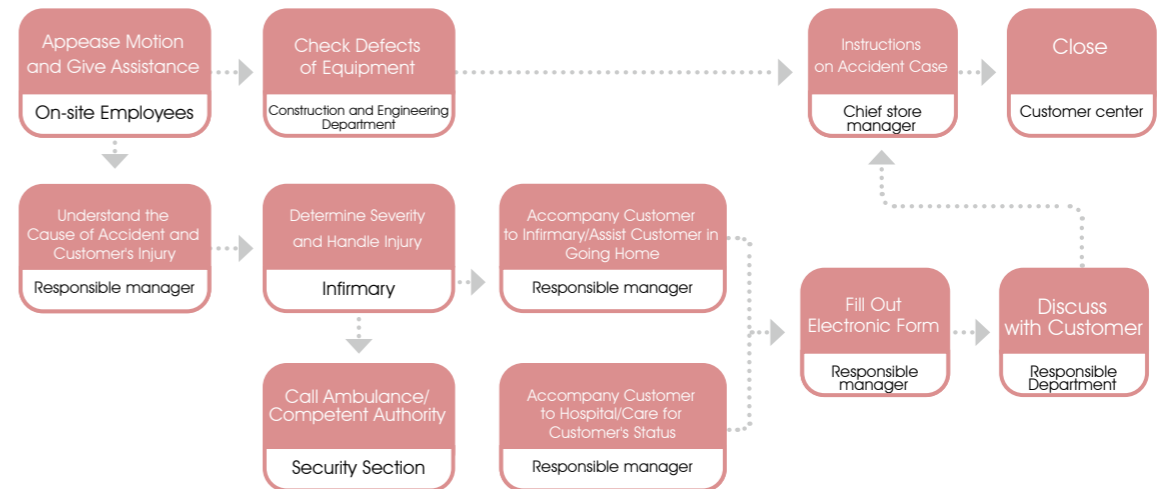 Appease Motion
and Give Assistance
On-site Employees
Check Defects
of Equipment
Construction and Engineering
Department
Instructions
on Accident Case
Chief store
manager
Close
Customer center
Understand the
Cause of Accident and
Customer's Injury
Responsible manager
Determine Severity
and Handle Injury
Infirmary
Accompany Customer
to Infirmary/Assist Customer in
Going Home
Responsible manager
Fill Out
Electronic Form
Responsible
manager
Discuss
with Customer
Responsible
Department
Call Ambulance/
Competent Authority
Security Section
Accompany Customer
to Hospital/Care for
Customer's Status
Responsible manager